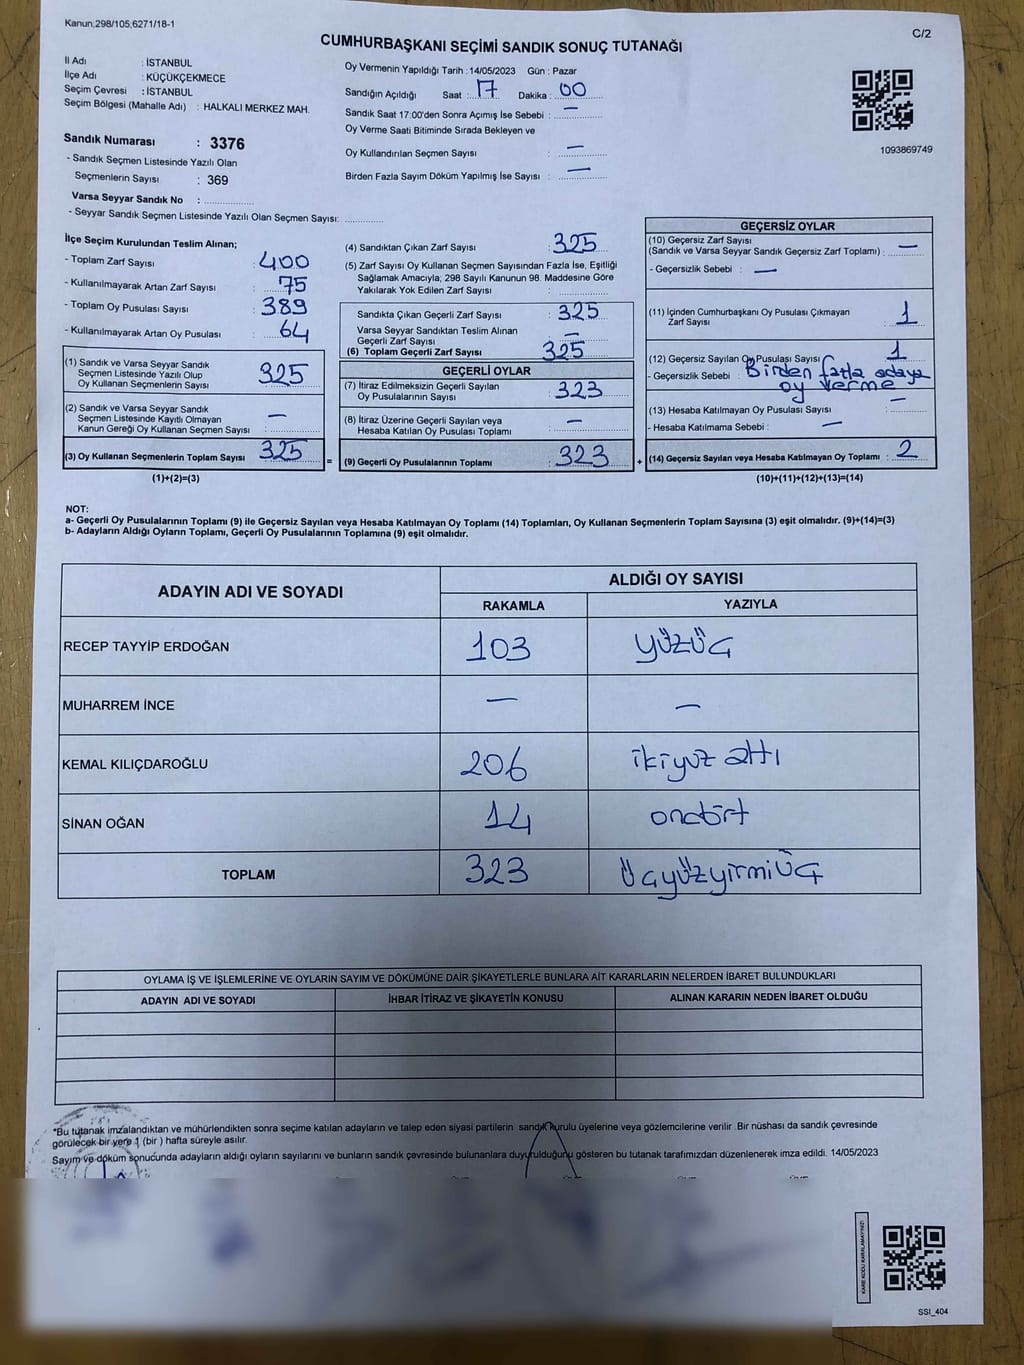 Kanun:298/105,6271/18-1
C/2
CUMHURBAŞKANI SEÇİMİ SANDIK SONUÇ TUTANAĞI
İl Adı : İSTANBUL
İlçe Adı : KÜÇÜKÇEKMECE
Seçim Çevresi : İSTANBUL
Seçim Bölgesi (Mahalle Adı) : HALKALI MERKEZ MAH.
Sandık Numarası : 3376
- Sandık Seçmen Listesinde Yazılı Olan
Seçmenlerin Sayısı : 369
Varsa Seyyar Sandık No :
- Seyyar Sandık Seçmen Listesinde Yazılı Olan Seçmen Sayısı:
Oy Vermenin Yapıldığı Tarih :14/05/2023 Gün : Pazar
Sandığın Açıldığı Saat : 17 Dakika : 00
Sandık Saat 17:00'den Sonra Açımış İse Sebebi : —
Oy Verme Saati Bitiminde Sırada Bekleyen ve
Oy Kullandırılan Seçmen Sayısı : —
Birden Fazla Sayım Döküm Yapılmış İse Sayısı : —
1093869749
İlçe Seçim Kurulundan Teslim Alınan;
- Toplam Zarf Sayısı : 400
- Kullanılmayarak Artan Zarf Sayısı : 75
- Toplam Oy Pusulası Sayısı : 389
- Kullanılmayarak Artan Oy Pusulası : 64
(1) Sandık ve Varsa Seyyar Sandık
Seçmen Listesinde Yazılı Olup
Oy Kullanan Seçmenlerin Sayısı : 325
(2) Sandık ve Varsa Seyyar Sandık
Seçmen Listesinde Kayıtlı Olmayan
Kanun Gereği Oy Kullanan Seçmen Sayısı : —
(3) Oy Kullanan Seçmenlerin Toplam Sayısı : 325
(1)+(2)=(3)
(4) Sandıktan Çıkan Zarf Sayısı : 325
(5) Zarf Sayısı Oy Kullanan Seçmen Sayısından Fazla İse, Eşitliği
Sağlamak Amacıyla; 298 Sayılı Kanunun 98. Maddesine Göre
Yakılarak Yok Edilen Zarf Sayısı :
Sandıkta Çıkan Geçerli Zarf Sayısı : 325
Varsa Seyyar Sandıktan Teslim Alınan
Geçerli Zarf Sayısı : —
(6) Toplam Geçerli Zarf Sayısı : 325
GEÇERLİ OYLAR
(7) İtiraz Edilmeksizin Geçerli Sayılan
Oy Pusulalarının Sayısı : 323
(8) İtiraz Üzerine Geçerli Sayılan veya
Hesaba Katılan Oy Pusulası Toplamı : —
= (9) Geçerli Oy Pusulalarının Toplamı : 323 +
GEÇERSİZ OYLAR
(10) Geçersiz Zarf Sayısı
(Sandık ve Varsa Seyyar Sandık Geçersiz Zarf Toplamı) : —
- Geçersizlik Sebebi : —
(11) İçinden Cumhurbaşkanı Oy Pusulası Çıkmayan
Zarf Sayısı : 1
(12) Geçersiz Sayılan Oy Pusulası Sayısı : 1
- Geçersizlik Sebebi : Birden fazla adaya
oy verme
(13) Hesaba Katılmayan Oy Pusulası Sayısı : —
- Hesaba Katılmama Sebebi : —
(14) Geçersiz Sayılan veya Hesaba Katılmayan Oy Toplamı : 2
(10)+(11)+(12)+(13)=(14)
NOT:
a- Geçerli Oy Pusulalarının Toplamı (9) ile Geçersiz Sayılan veya Hesaba Katılmayan Oy Toplamı (14) Toplamları, Oy Kullanan Seçmenlerin Toplam Sayısına (3) eşit olmalıdır. (9)+(14)=(3)
b- Adayların Aldığı Oyların Toplamı, Geçerli Oy Pusulalarının Toplamına (9) eşit olmalıdır.
ADAYIN ADI VE SOYADI ALDIĞI OY SAYISI
RAKAMLA YAZIYLA
RECEP TAYYİP ERDOĞAN 103 yüzüç
MUHARREM İNCE — —
KEMAL KILIÇDAROĞLU 206 ikiyuz altı
SİNAN OĞAN 14 ondört
TOPLAM 323 Üçyüzyirmiüç
OYLAMA İŞ VE İŞLEMLERİNE VE OYLARIN SAYIM VE DÖKÜMÜNE DAİR ŞİKAYETLERLE BUNLARA AİT KARARLARIN NELERDEN İBARET BULUNDUKLARI
ADAYIN ADI VE SOYADI İHBAR İTİRAZ VE ŞİKAYETİN KONUSU ALINAN KARARIN NEDEN İBARET OLDUĞU
*Bu tutanak imzalandıktan ve mühürlendikten sonra seçime katılan adayların ve talep eden siyasi partilerin sandık kurulu üyelerine veya gözlemcilerine verilir .Bir nüshası da sandık çevresinde
görülecek bir yere 1 (bir ) hafta süreyle asılır.
Sayım ve döküm sonucunda adayların aldığı oyların sayılarını ve bunların sandık çevresinde bulunanlara duyurulduğunu gösteren bu tutanak tarafımızdan düzenlenerek imza edildi. 14/05/2023
KARE KODU KARALAMAYINIZ!
SSI_404